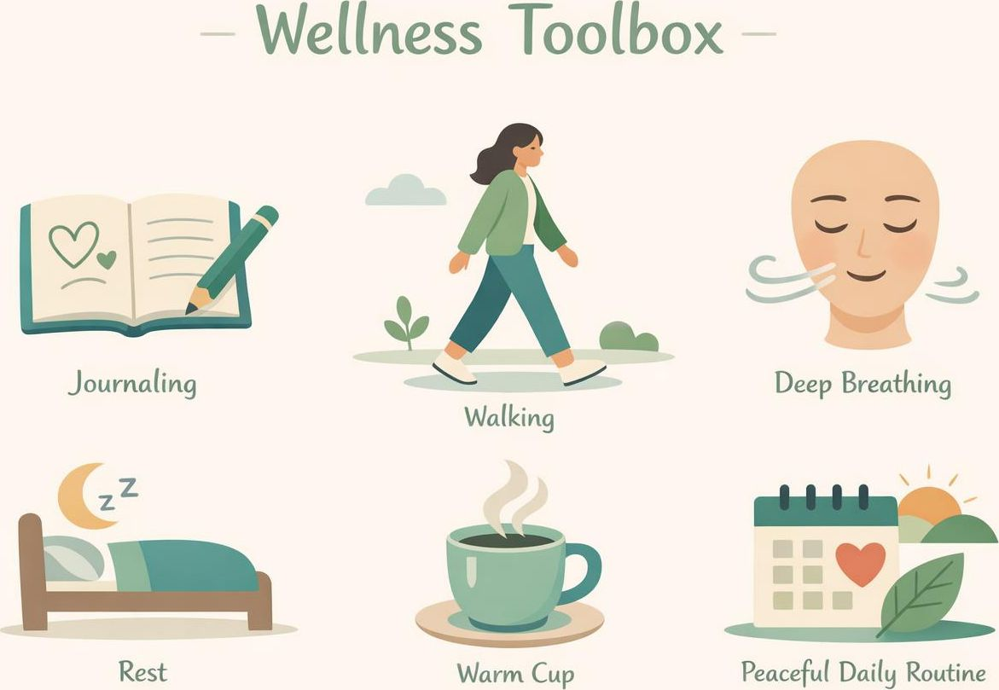 Wellness Toolbox
Journaling
Walking
Deep Breathing
z z
Rest
Warm Cup
Peaceful Daily Routine